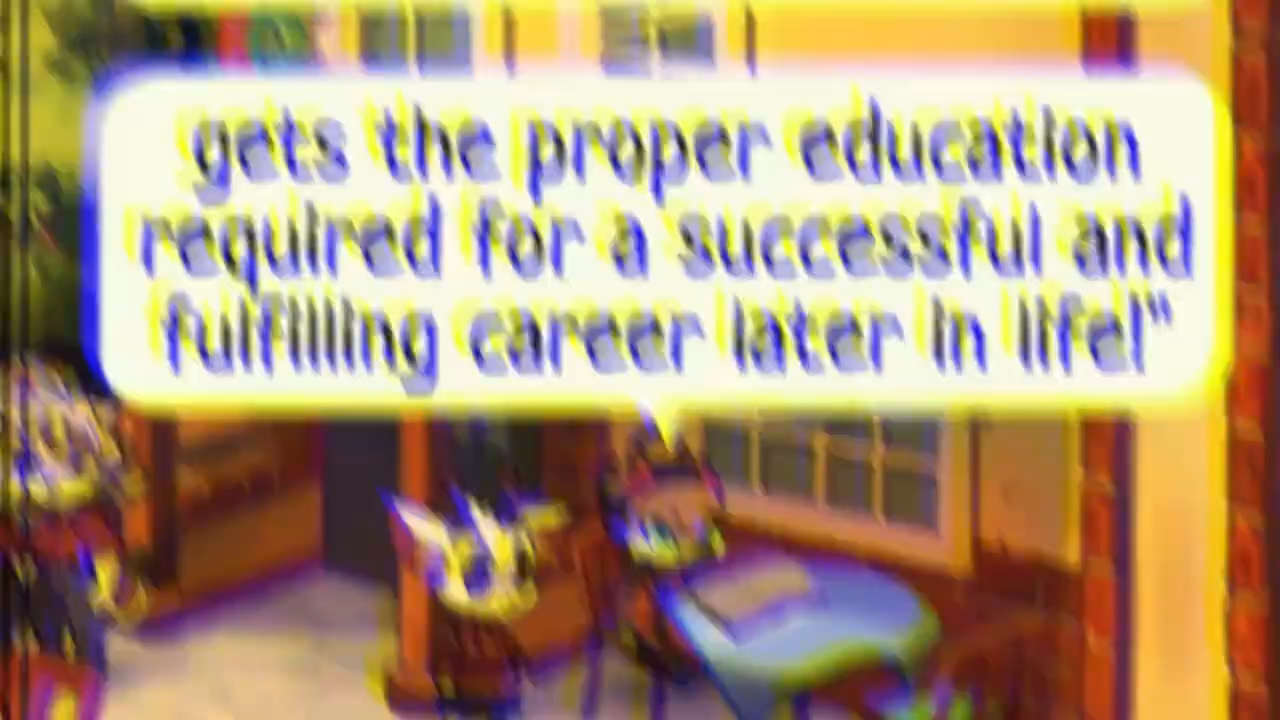 gets the proper education
required for a successful and
fulfilling career later in life!"